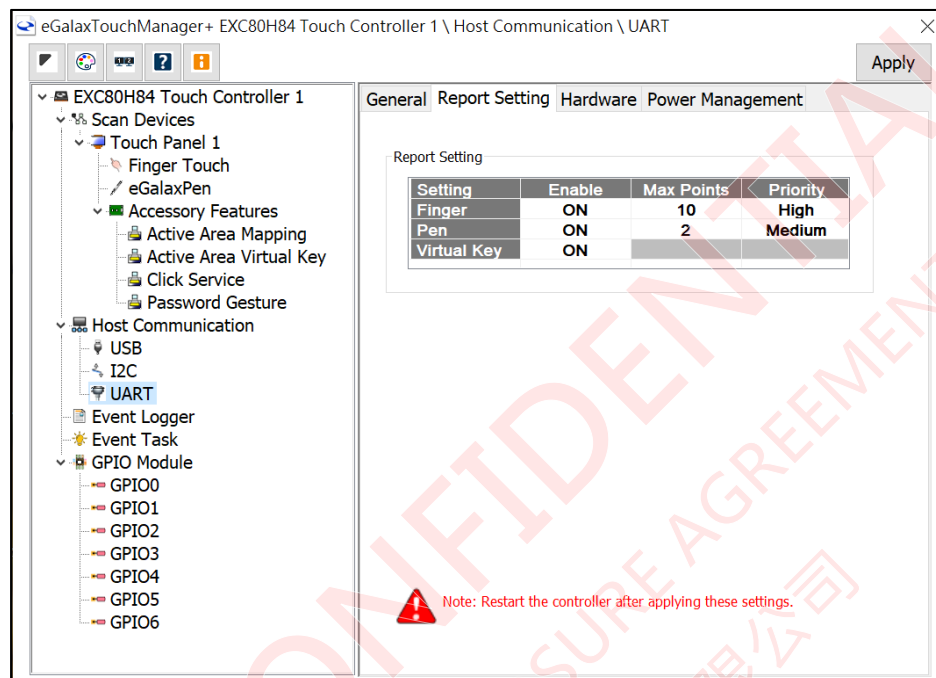 eGalaxTouchManager+ EXC80H84 Touch Controller 1 \ Host Communication \ UART
Apply
EXC80H84 Touch Controller 1
Scan Devices
Touch Panel 1
Finger Touch
eGalaxPen
Accessory Features
Active Area Mapping
Active Area Virtual Key
Click Service
Password Gesture
Host Communication
USB
I2C
UART
Event Logger
Event Task
GPIO Module
GPIO0
GPIO1
GPIO2
GPIO3
GPIO4
GPIO5
GPIO6
General Report Setting Hardware Power Management
Report Setting
Setting Enable Max Points Priority
Finger ON 10 High
Pen ON 2 Medium
Virtual Key ON
Note: Restart the controller after applying these settings.
CONFIDENTIAL
SURE AGREEMENT
限公司